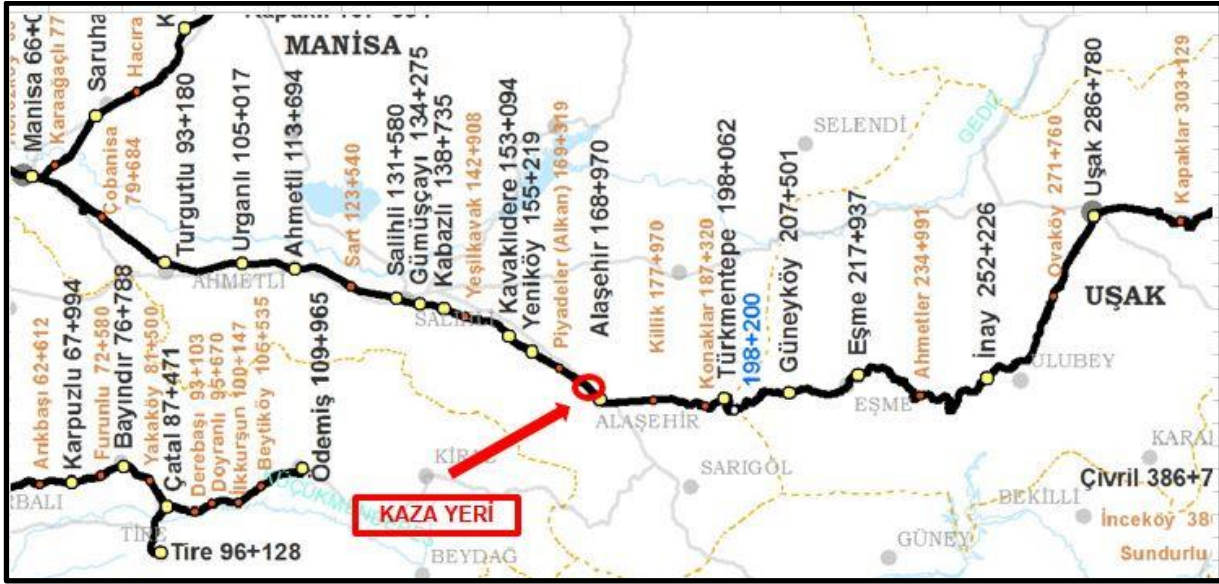 MANİSA
Manisa 66+0
Karaağaçlı 77
Saruha
Hacıra
Çobanisa
79+684
Turgutlu 93+180
Urganlı 105+017
Ahmetli 113+694
Sart 123+540
Salihli 131+580
Gümüşçayı 134+275
Kabazlı 138+735
Yeşilkavak 142+908
Kavaklıdere 153+094
Yeniköy 155+219
Piyadeler (Alkan) 169+319
Alaşehir 168+970
Killik 177+970
Konaklar 187+320
Türkmentepe 198+062
198+200
Güneyköy 207+501
Eşme 217+937
Ahmetler 234+991
İnay 252+226
Ovaköy 271+760
Uşak 286+780
Kapaklar 303+129
SELENDİ
GEDİZ
UŞAK
AHMETLİ
SALİHLİ
ALAŞEHİR
EŞME
ULUBEY
Arıkbaşı 62+612
Karpuzlu 67+994
Furunlu 72+580
Bayındır 76+788
Yakaköy 81+500
Çatal 87+471
Derebaşı 93+103
Doyranlı 95+670
İlkkurşun 100+147
Beytiköy 106+535
Ödemiş 109+965
KİRAZ
SARIGÖL
KARAI
Çivril 386+7
BEKİLLİ
İnceköy 38
Sundurlu
RBALI
TİRE
Tire 96+128
KÜÇÜKMENDERES
KAZA YERİ
BEYDAĞ
GÜNEY